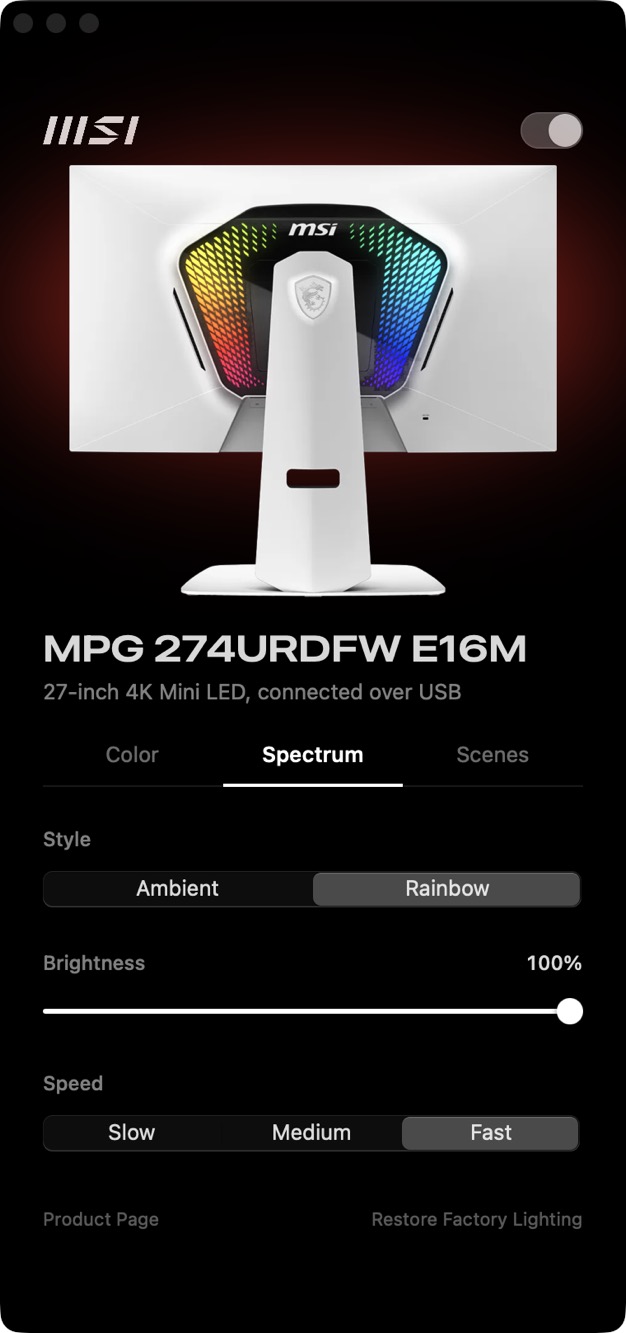 msi
msi
MPG 274URDFW E16M
27-inch 4K Mini LED, connected over USB
Color Spectrum Scenes
Style
Ambient Rainbow
Brightness 100%
Speed
Slow Medium Fast
Product Page Restore Factory Lighting